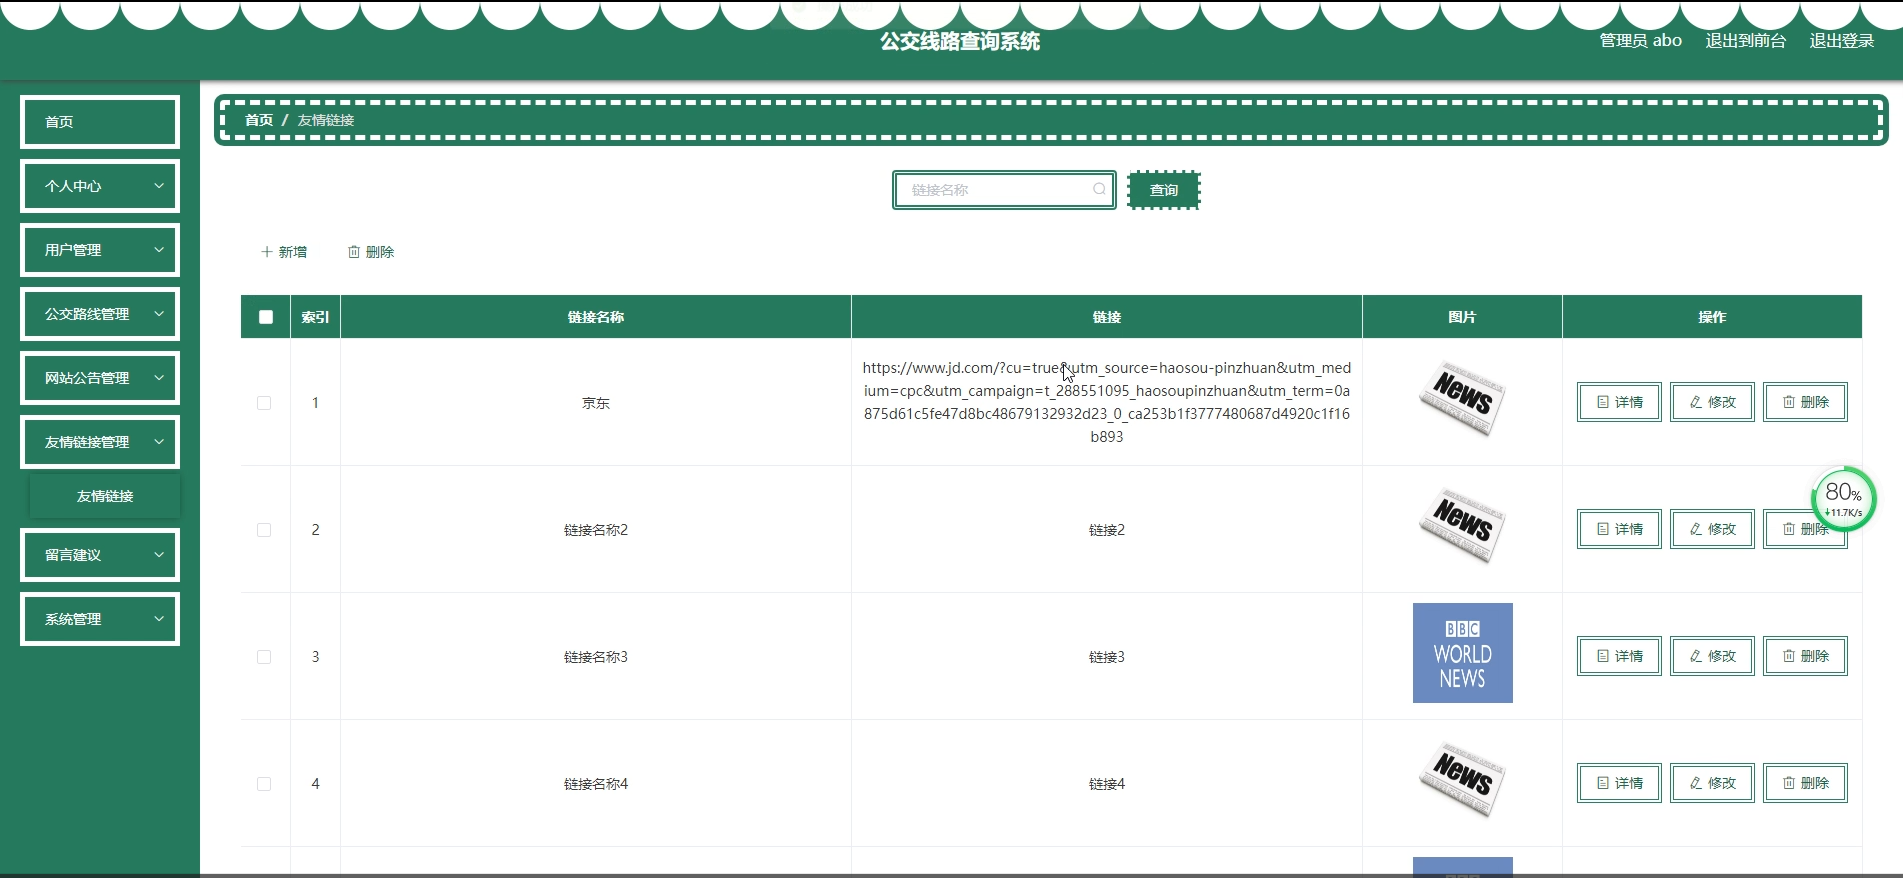 公交线路查询系统
管理员 abo 退出到前台 退出登录
首页
个人中心
用户管理
公交路线管理
网站公告管理
友情链接管理
友情链接
留言建议
系统管理
首页 / 友情链接
链接名称 查询
新增 删除
索引 链接名称 链接 图片 操作
1 京东
https://www.jd.com/?cu=true&utm_source=haosou-pinzhuan&utm_med
ium=cpc&utm_campaign=t_288551095_haosoupinzhuan&utm_term=0a
875d61c5fe47d8bc48679132932d23_0_ca253b1f3777480687d4920c1f16
b893
News
详情 修改 删除
2 链接名称2 链接2
News
详情 修改 删除
80%
11.7K/s
3 链接名称3 链接3
BBC
WORLD
NEWS
详情 修改 删除
4 链接名称4 链接4
News
详情 修改 删除